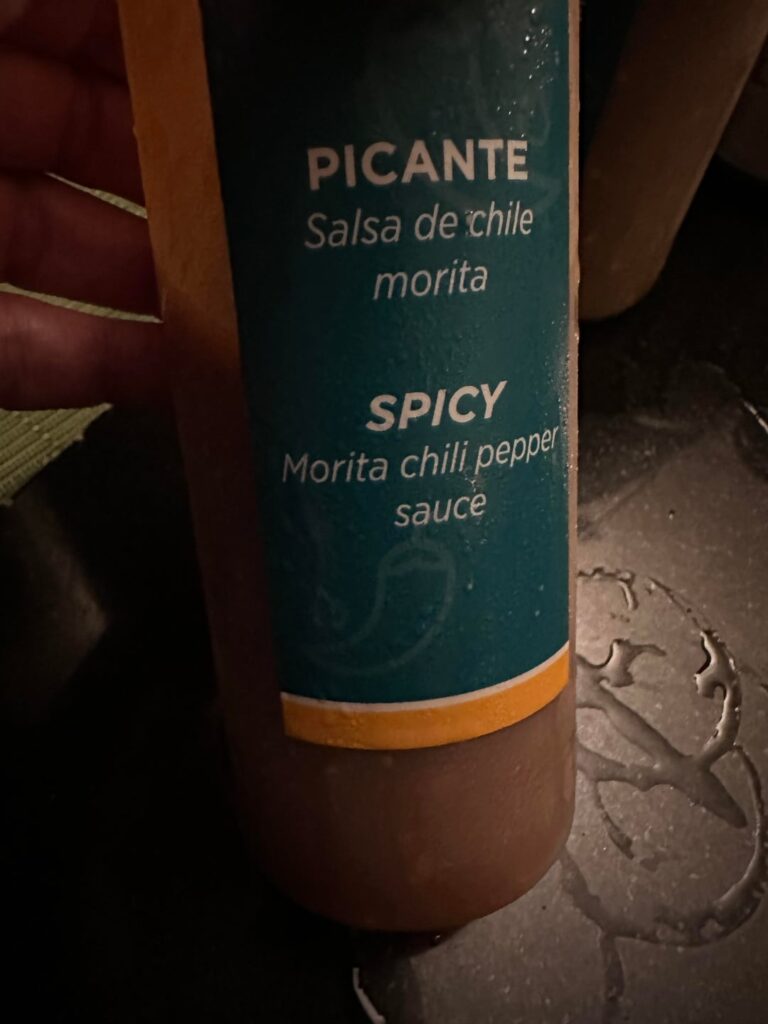 PICANTE
Salsa de chile
morita
SPICY
Morita chili pepper
sauce